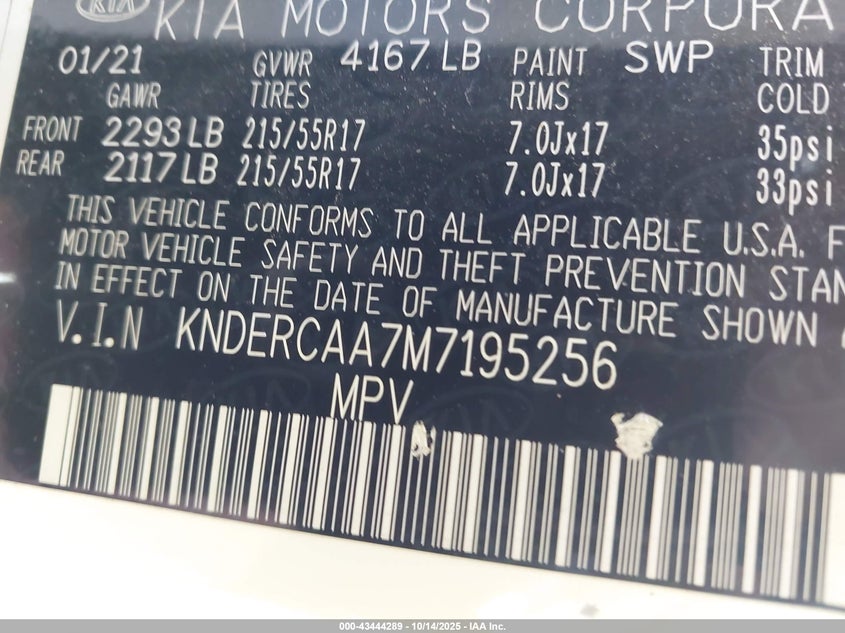 KIA
KIA MOTORS CORPORA
01/21 GVWR 4167 LB PAINT SWP TRIM
GAWR TIRES RIMS COLD
FRONT 2293 LB 215/55R17 7.0Jx17 35psi
REAR 2117 LB 215/55R17 7.0Jx17 33psi
THIS VEHICLE CONFORMS TO ALL APPLICABLE U.S.A. F
MOTOR VEHICLE SAFETY AND THEFT PREVENTION STAN
IN EFFECT ON THE DATE OF MANUFACTURE SHOWN
V.I.N KNDERCAA7M7195256
MPV
000-43444289 - 10/14/2025 - IAA Inc.